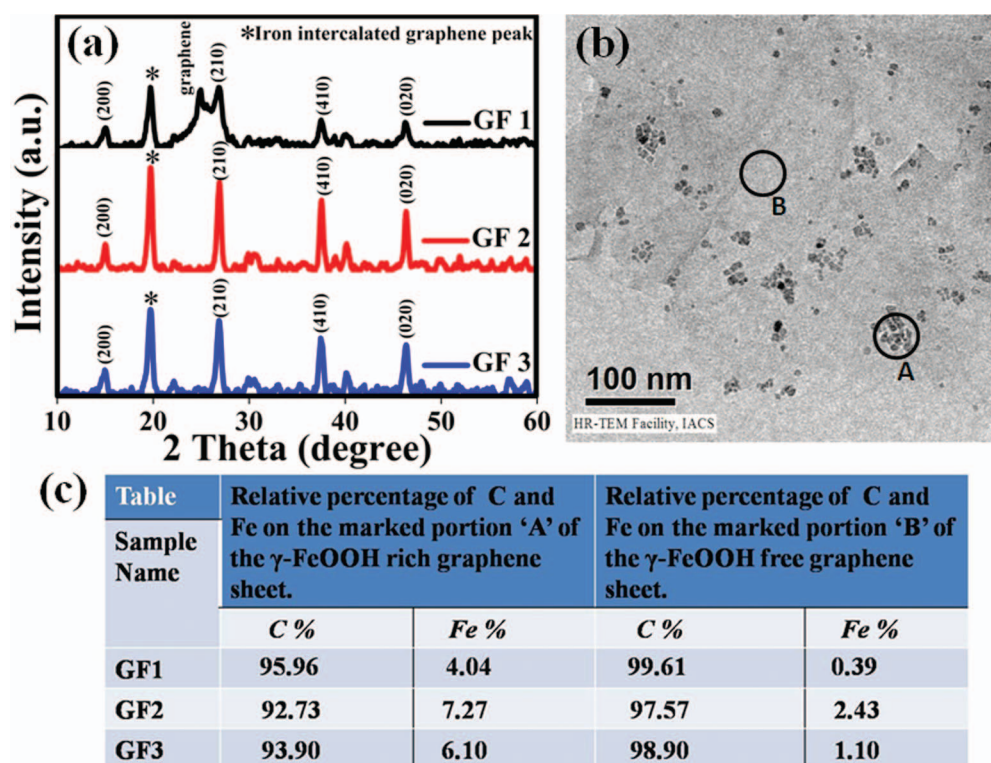 (a)
*Iron intercalated graphene peak
graphene
(200)
*
(210)
(410)
(020)
GF 1
(200)
*
(210)
(410)
(020)
GF 2
(200)
*
(210)
(410)
(020)
GF 3
Intensity (a.u.)
10 20 30 40 50 60
2 Theta (degree)
(b)
B
A
100 nm
HR-TEM Facility, IACS
(c)
Table
Sample
Name
Relative percentage of C and
Fe on the marked portion ‘A’ of
the γ-FeOOH rich graphene
sheet.
Relative percentage of C and
Fe on the marked portion ‘B’ of
the γ-FeOOH free graphene
sheet.
C % Fe % C % Fe %
GF1 95.96 4.04 99.61 0.39
GF2 92.73 7.27 97.57 2.43
GF3 93.90 6.10 98.90 1.10